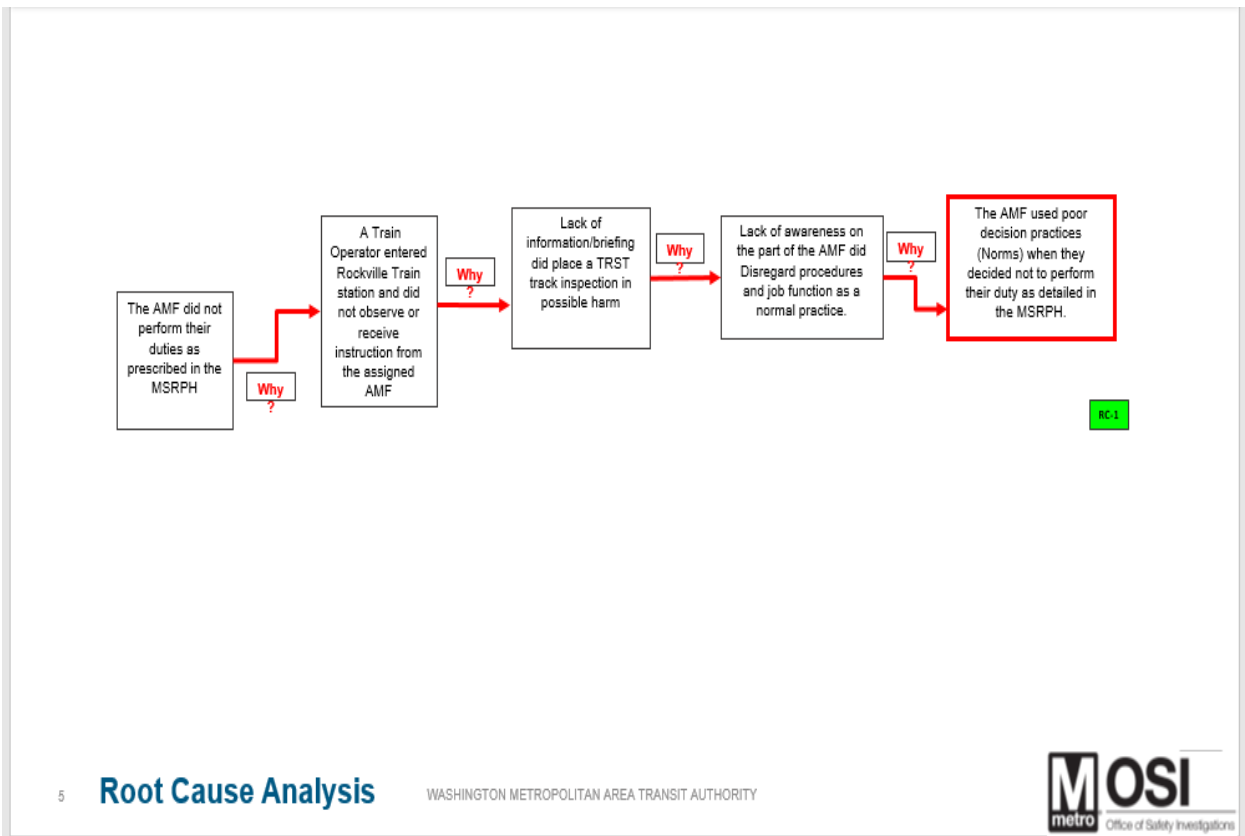 The AMF did not
perform their
duties as
prescribed in the
MSRPH
Why
?
A Train
Operator entered
Rockville Train
station and did
not observe or
receive
instruction from
the assigned
AMF
Why
?
Lack of
information/briefing
did place a TRST
track inspection in
possible harm
Why
?
Lack of awareness on
the part of the AMF did
Disregard procedures
and job function as a
normal practice.
Why
?
The AMF used poor
decision practices
(Norms) when they
decided not to perform
their duty as detailed in
the MSRPH.
RC-1
5 Root Cause Analysis WASHINGTON METROPOLITAN AREA TRANSIT AUTHORITY
M OSI
metro Office of Safety Investigations